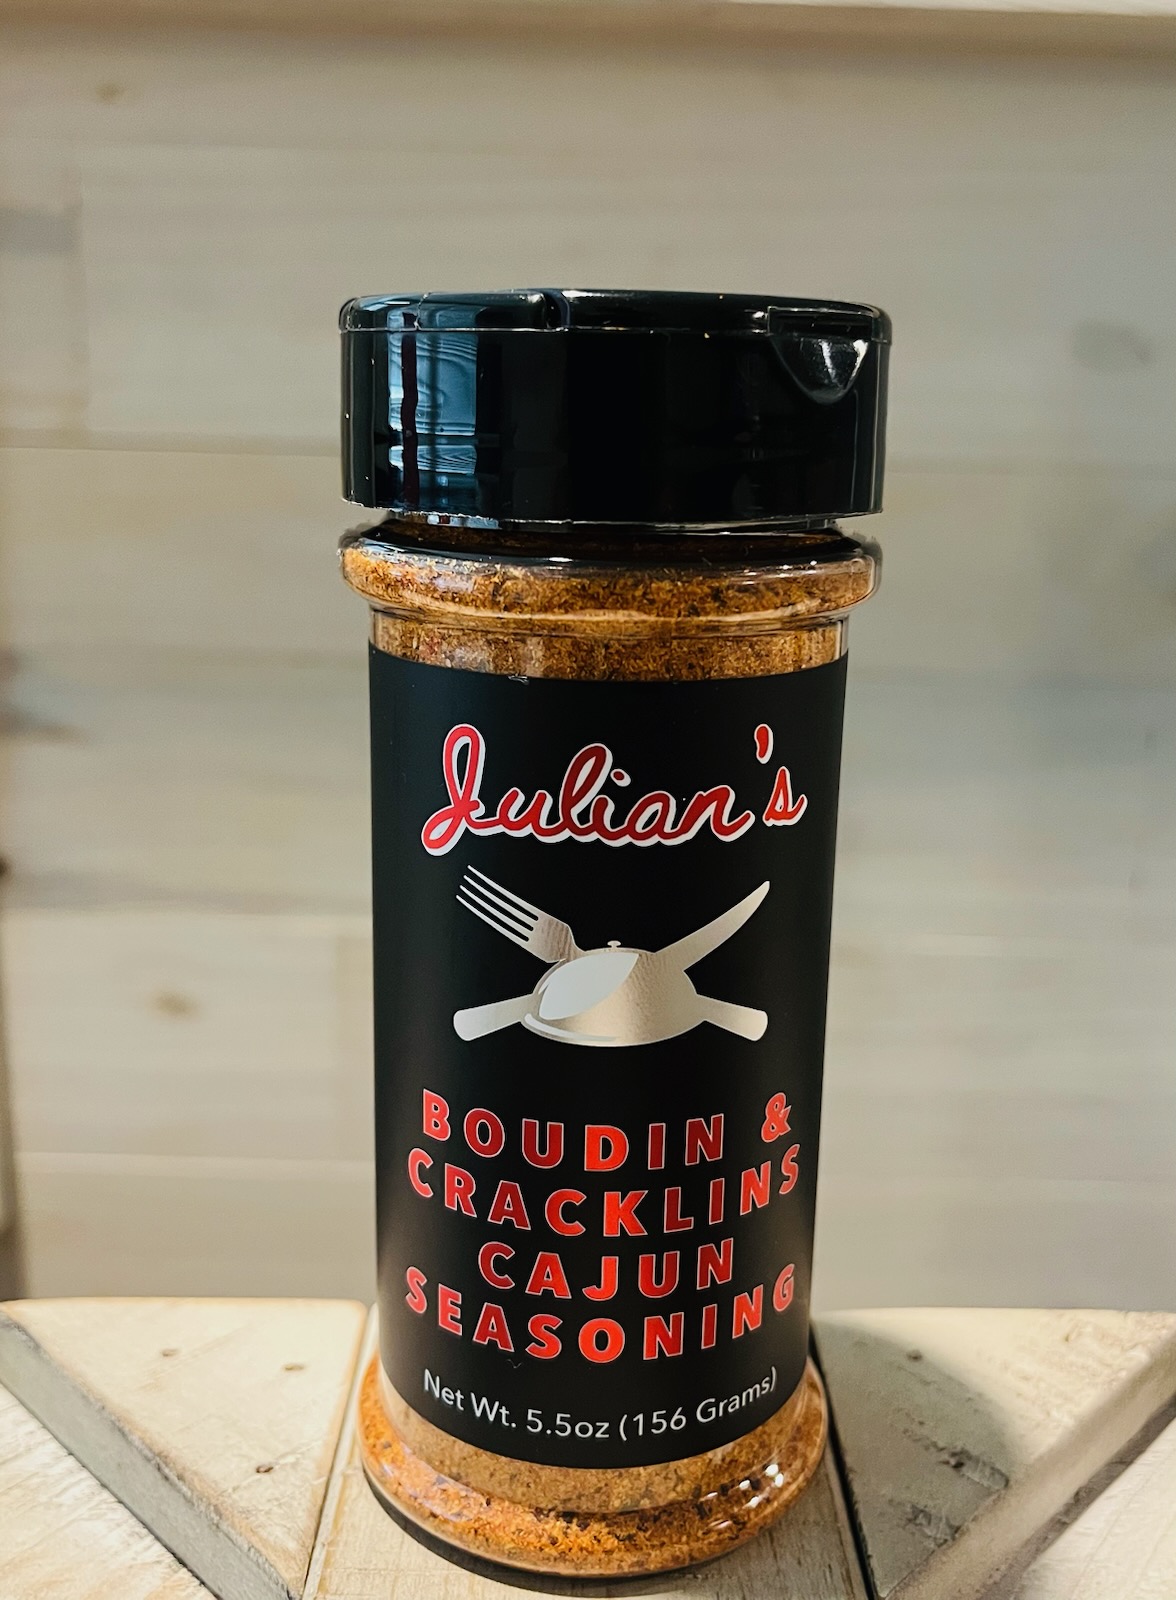 Julian's
BOUDIN &
CRACKLINS
CAJUN
SEASONING
Net Wt. 5.5oz (156 Grams)